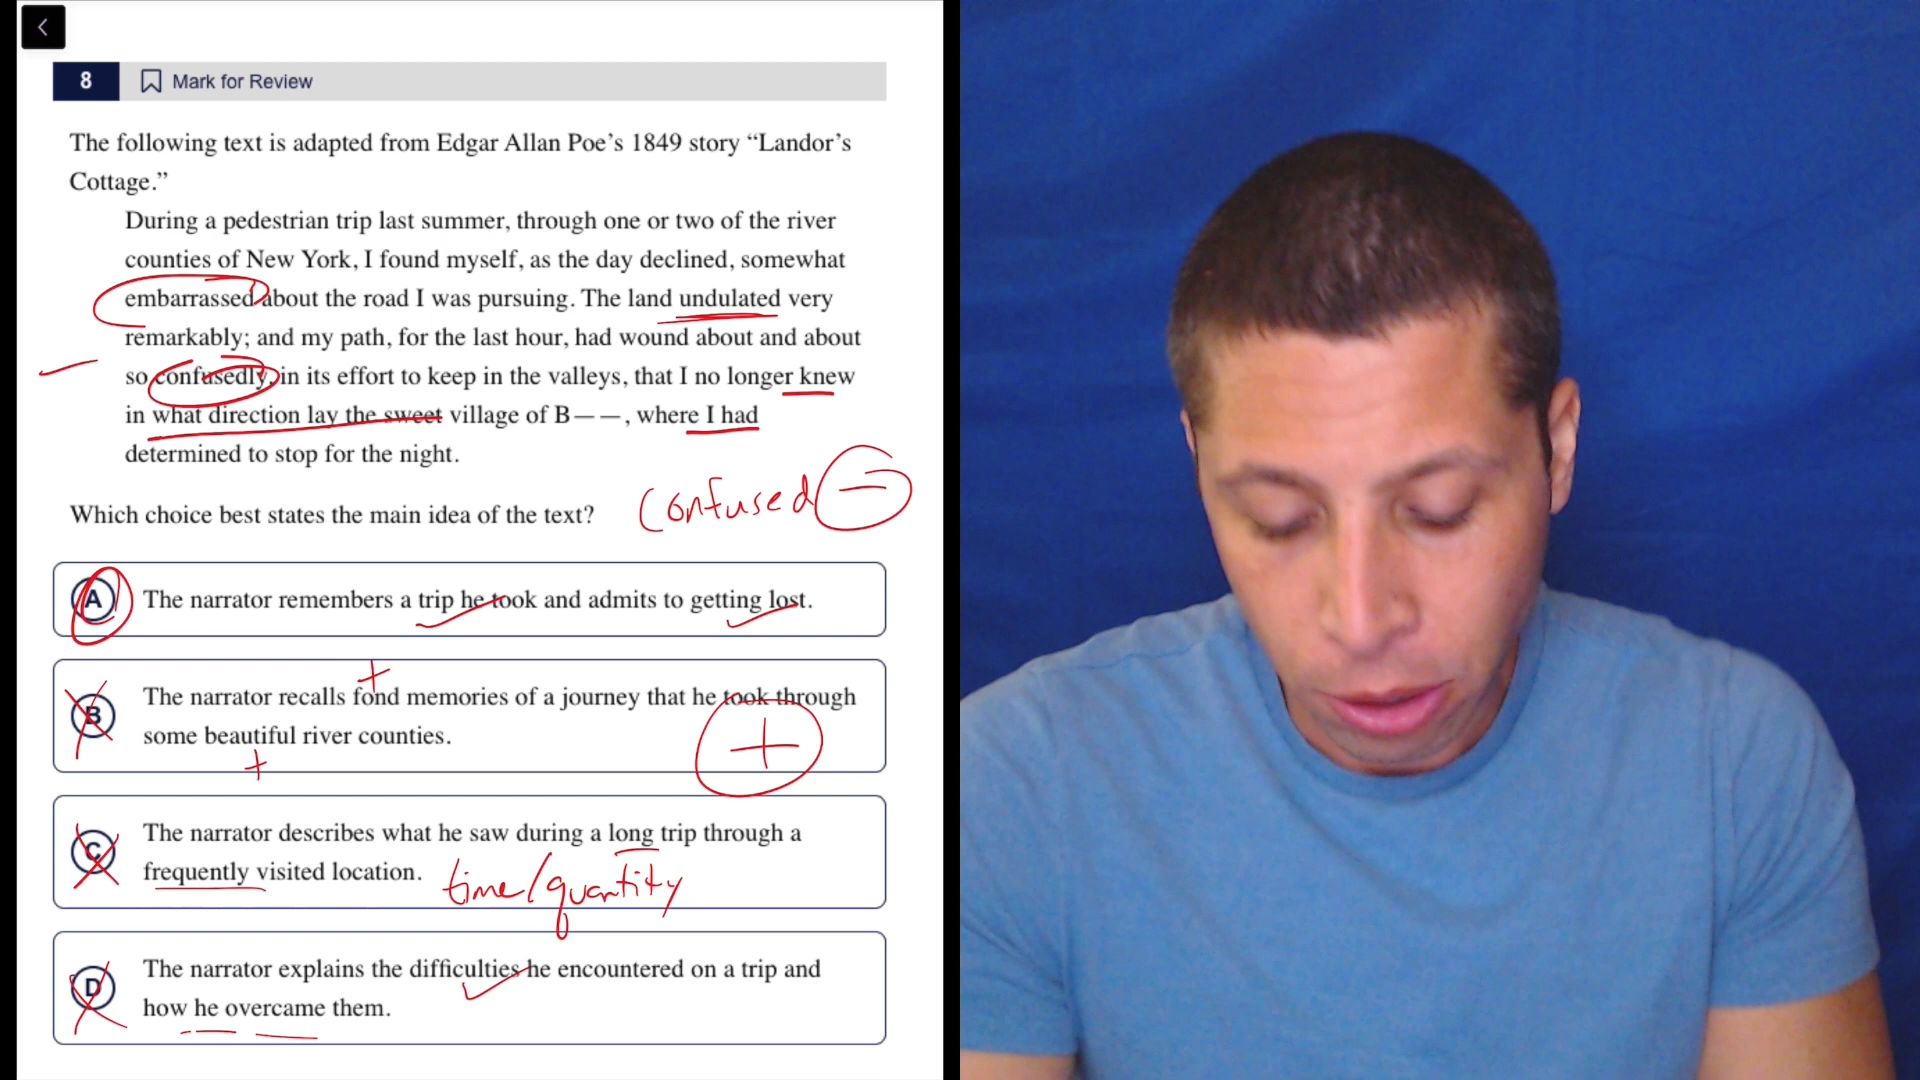 8 Mark for Review
The following text is adapted from Edgar Allan Poe’s 1849 story “Landor’s
Cottage.”
During a pedestrian trip last summer, through one or two of the river
counties of New York, I found myself, as the day declined, somewhat
embarrassed about the road I was pursuing. The land undulated very
remarkably; and my path, for the last hour, had wound about and about
so confusedly, in its effort to keep in the valleys, that I no longer knew
in what direction lay the sweet village of B——, where I had
determined to stop for the night.
Which choice best states the main idea of the text?
confused –
A The narrator remembers a trip he took and admits to getting lost.
+
B The narrator recalls fond memories of a journey that he took through
some beautiful river counties.
+
+
C The narrator describes what he saw during a long trip through a
frequently visited location.
time/quantity
D The narrator explains the difficulties he encountered on a trip and
how he overcame them.